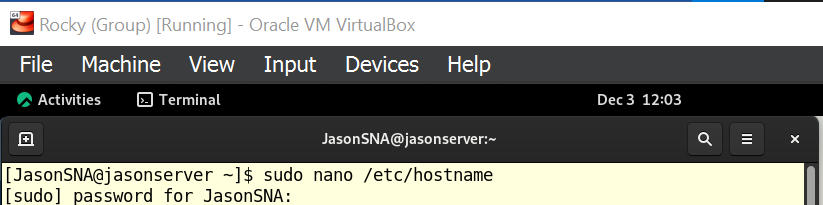 64
Rocky (Group) [Running] - Oracle VM VirtualBox
File Machine View Input Devices Help
Activities Terminal Dec 3 12:03
JasonSNA@jasonserver:~
[JasonSNA@jasonserver ~]$ sudo nano /etc/hostname
[sudo] password for JasonSNA: